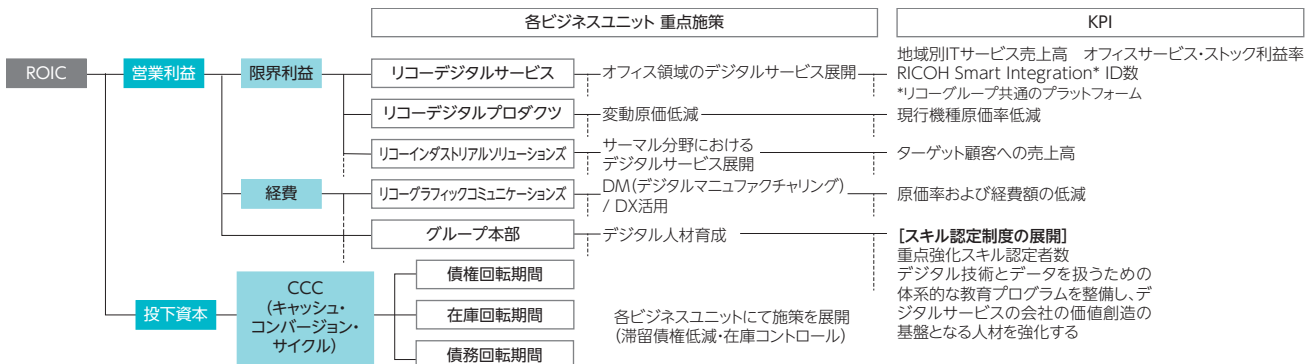 各ビジネスユニット 重点施策
KPI
ROIC
営業利益
限界利益
リコーデジタルサービス
オフィス領域のデジタルサービス展開
地域別ITサービス売上高 オフィスサービス・ストック利益率
RICOH Smart Integration* ID数
*リコーグループ共通のプラットフォーム
リコーデジタルプロダクツ
変動原価低減
現行機種原価率低減
リコーインダストリアルソリューションズ
サーマル分野における
デジタルサービス展開
ターゲット顧客への売上高
経費
リコーグラフィックコミュニケーションズ
DM(デジタルマニュファクチャリング)
/ DX活用
原価率および経費額の低減
グループ本部
デジタル人材育成
[スキル認定制度の展開]
重点強化スキル認定者数
デジタル技術とデータを扱うための
体系的な教育プログラムを整備し、デ
ジタルサービスの会社の価値創造の
基盤となる人材を強化する
投下資本
CCC
(キャッシュ・
コンバージョン・
サイクル)
債権回転期間
在庫回転期間
債務回転期間
各ビジネスユニットにて施策を展開
(滞留債権低減・在庫コントロール)